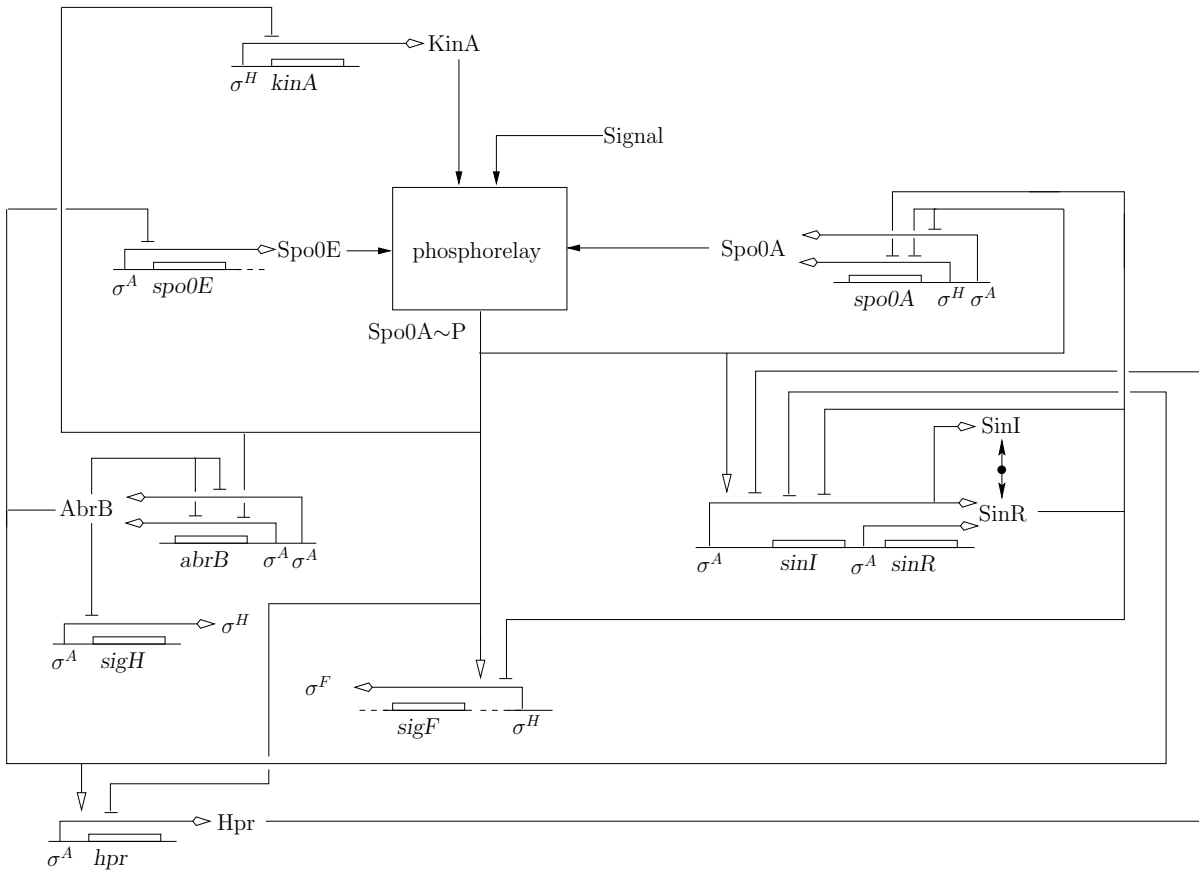 KinA
σ^H kinA
Signal
Spo0E
phosphorelay
Spo0A
σ^A spo0E
spo0A σ^H σ^A
Spo0A~P
SinI
AbrB
SinR
abrB σ^A σ^A
σ^A sinI σ^A sinR
σ^H
σ^A sigH
σ^F
sigF σ^H
Hpr
σ^A hpr